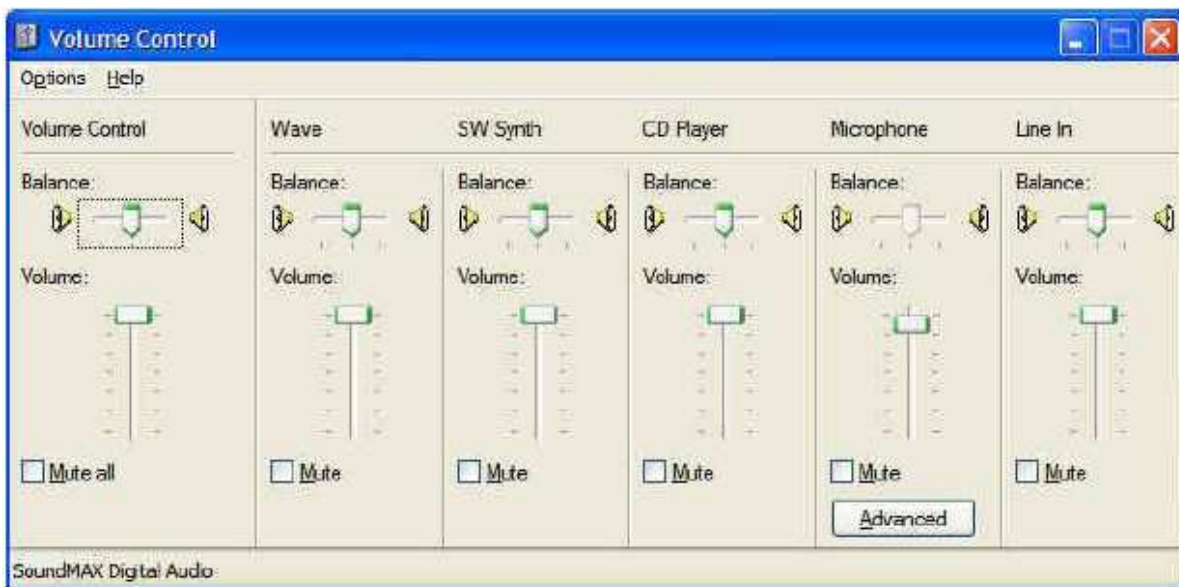 Volume Control
Options Help
Volume Control Wave SW Synth CD Player Microphone Line In
Balance: Balance: Balance: Balance: Balance: Balance:
Volume: Volume: Volume: Volume: Volume: Volume:
Mute all Mute Mute Mute Mute Mute
Advanced
SoundMAX Digital Audio